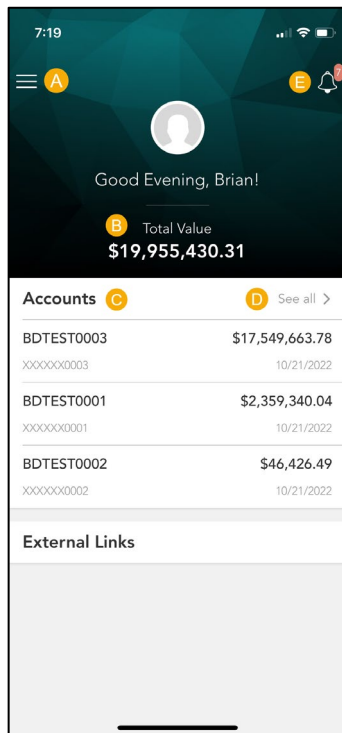 7:19
A
E
7
Good Evening, Brian!
B Total Value
$19,955,430.31
Accounts C D See all >
BDTEST0003 $17,549,663.78
XXXXXX0003 10/21/2022
BDTEST0001 $2,359,340.04
XXXXXX0001 10/21/2022
BDTEST0002 $46,426.49
XXXXXX0002 10/21/2022
External Links